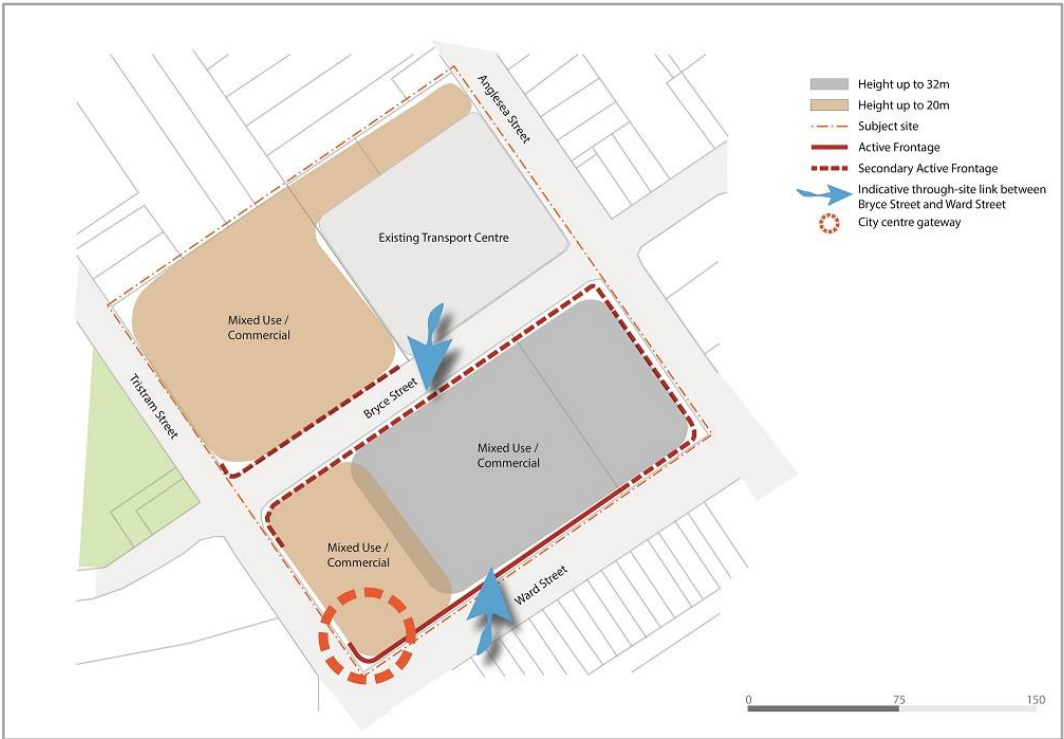 Anglesea Street
Existing Transport Centre
Mixed Use /
Commercial
Tristram Street
Bryce Street
Mixed Use /
Commercial
Mixed Use /
Commercial
Ward Street
Height up to 32m
Height up to 20m
Subject site
Active Frontage
Secondary Active Frontage
Indicative through-site link between
Bryce Street and Ward Street
City centre gateway
0 75 150